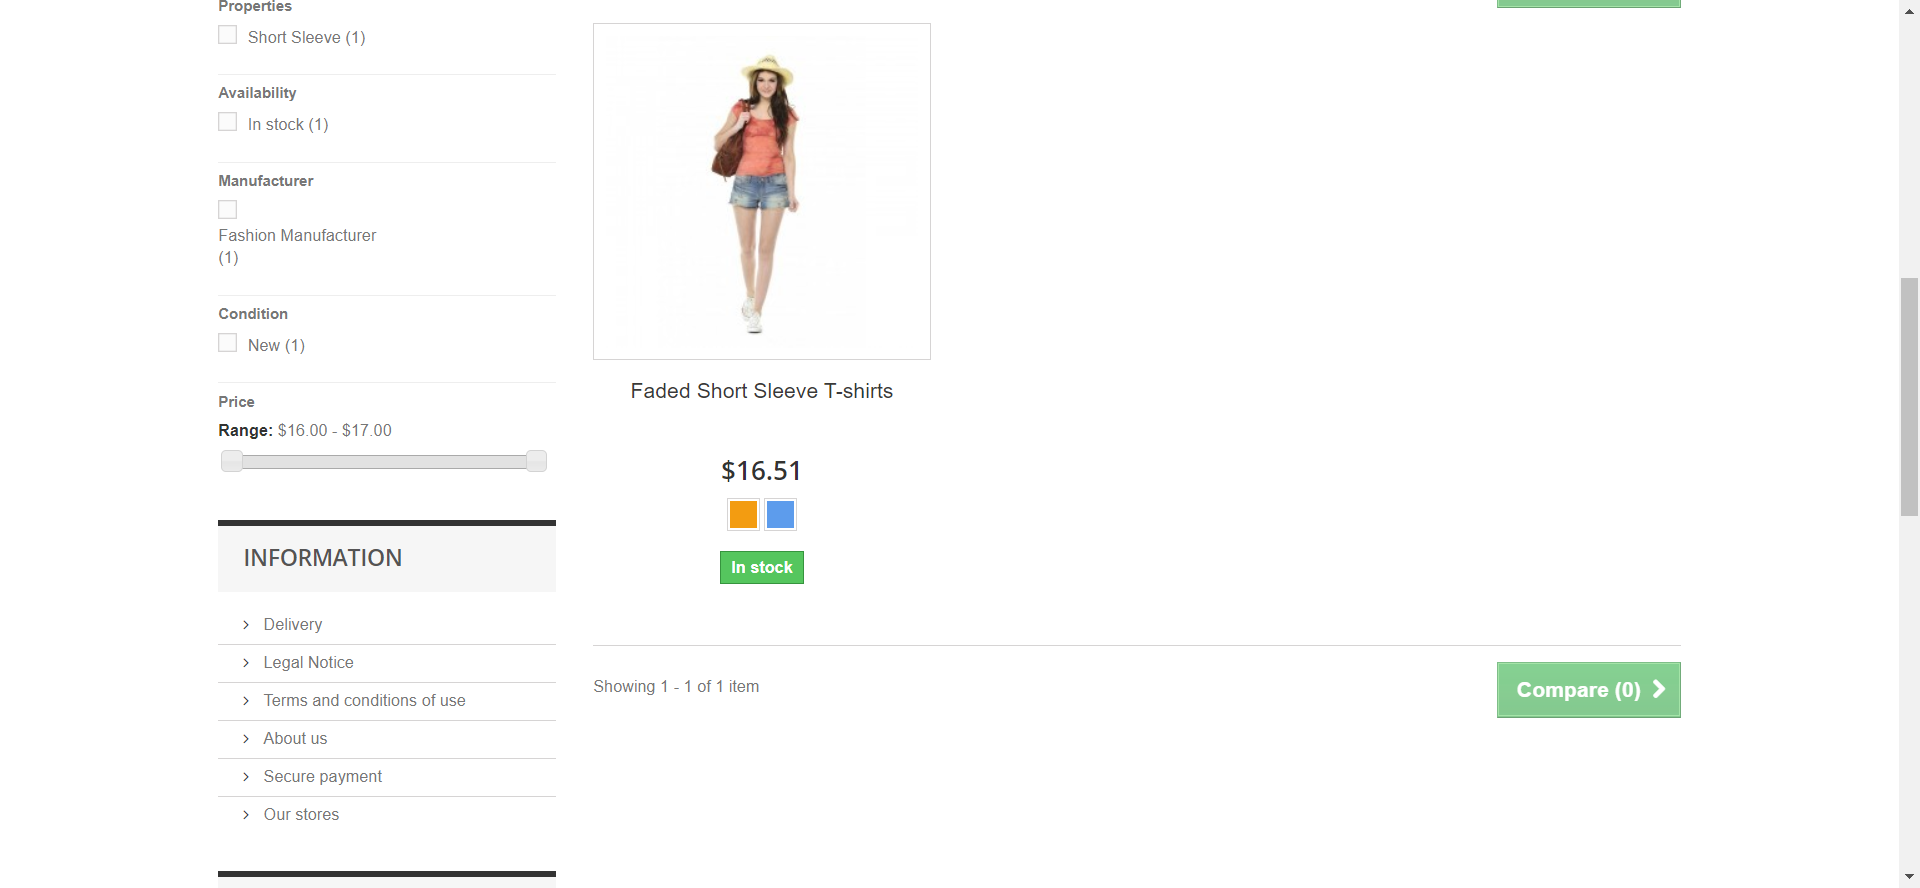 Properties
Short Sleeve (1)
Availability
In stock (1)
Manufacturer
Fashion Manufacturer
(1)
Condition
New (1)
Price
Range: $16.00 - $17.00
INFORMATION
Delivery
Legal Notice
Terms and conditions of use
About us
Secure payment
Our stores
Faded Short Sleeve T-shirts
$16.51
In stock
Showing 1 - 1 of 1 item
Compare (0)